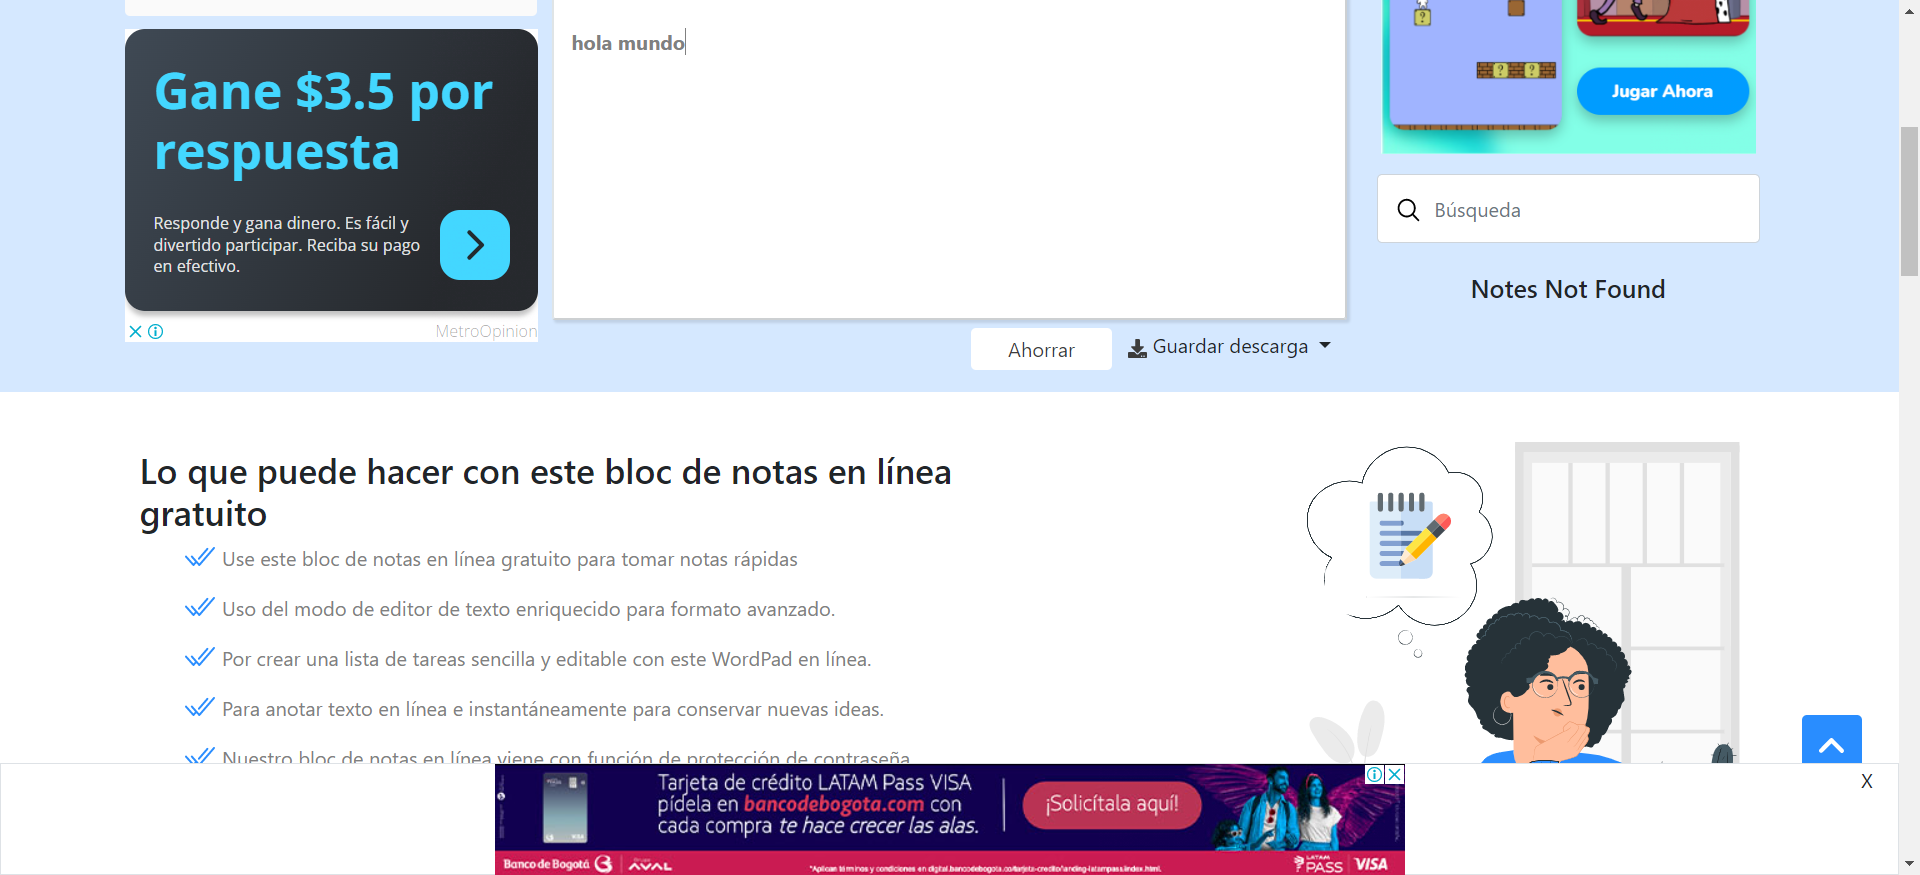 hola mundo
Gane $3.5 por
respuesta
Responde y gana dinero. Es fácil y
divertido participar. Reciba su pago
en efectivo.
MetroOpinion
Jugar Ahora
Búsqueda
Notes Not Found
Ahorrar
Guardar descarga
Lo que puede hacer con este bloc de notas en línea
gratuito
Use este bloc de notas en línea gratuito para tomar notas rápidas
Uso del modo de editor de texto enriquecido para formato avanzado.
Por crear una lista de tareas sencilla y editable con este WordPad en línea.
Para anotar texto en línea e instantáneamente para conservar nuevas ideas.
Nuestro bloc de notas en línea viene con función de protección de contraseña
X
Tarjeta de crédito LATAM Pass VISA
pídela en bancodebogota.com con
cada compra te hace crecer las alas.
¡Solicítala aquí!
Banco de Bogotá
AVAL
*Aplican términos y condiciones en digital.bancodebogota.co/tarjeta-credito/landing-latampass/index.html.
LATAM
PASS
VISA